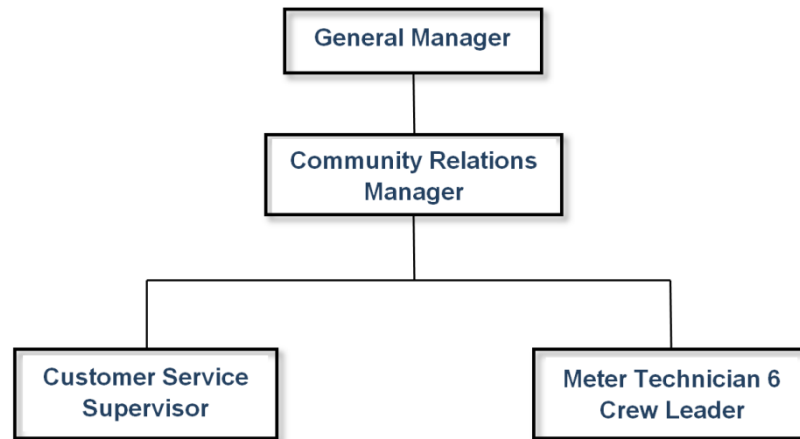 General Manager
Community Relations
Manager
Customer Service
Supervisor
Meter Technician 6
Crew Leader